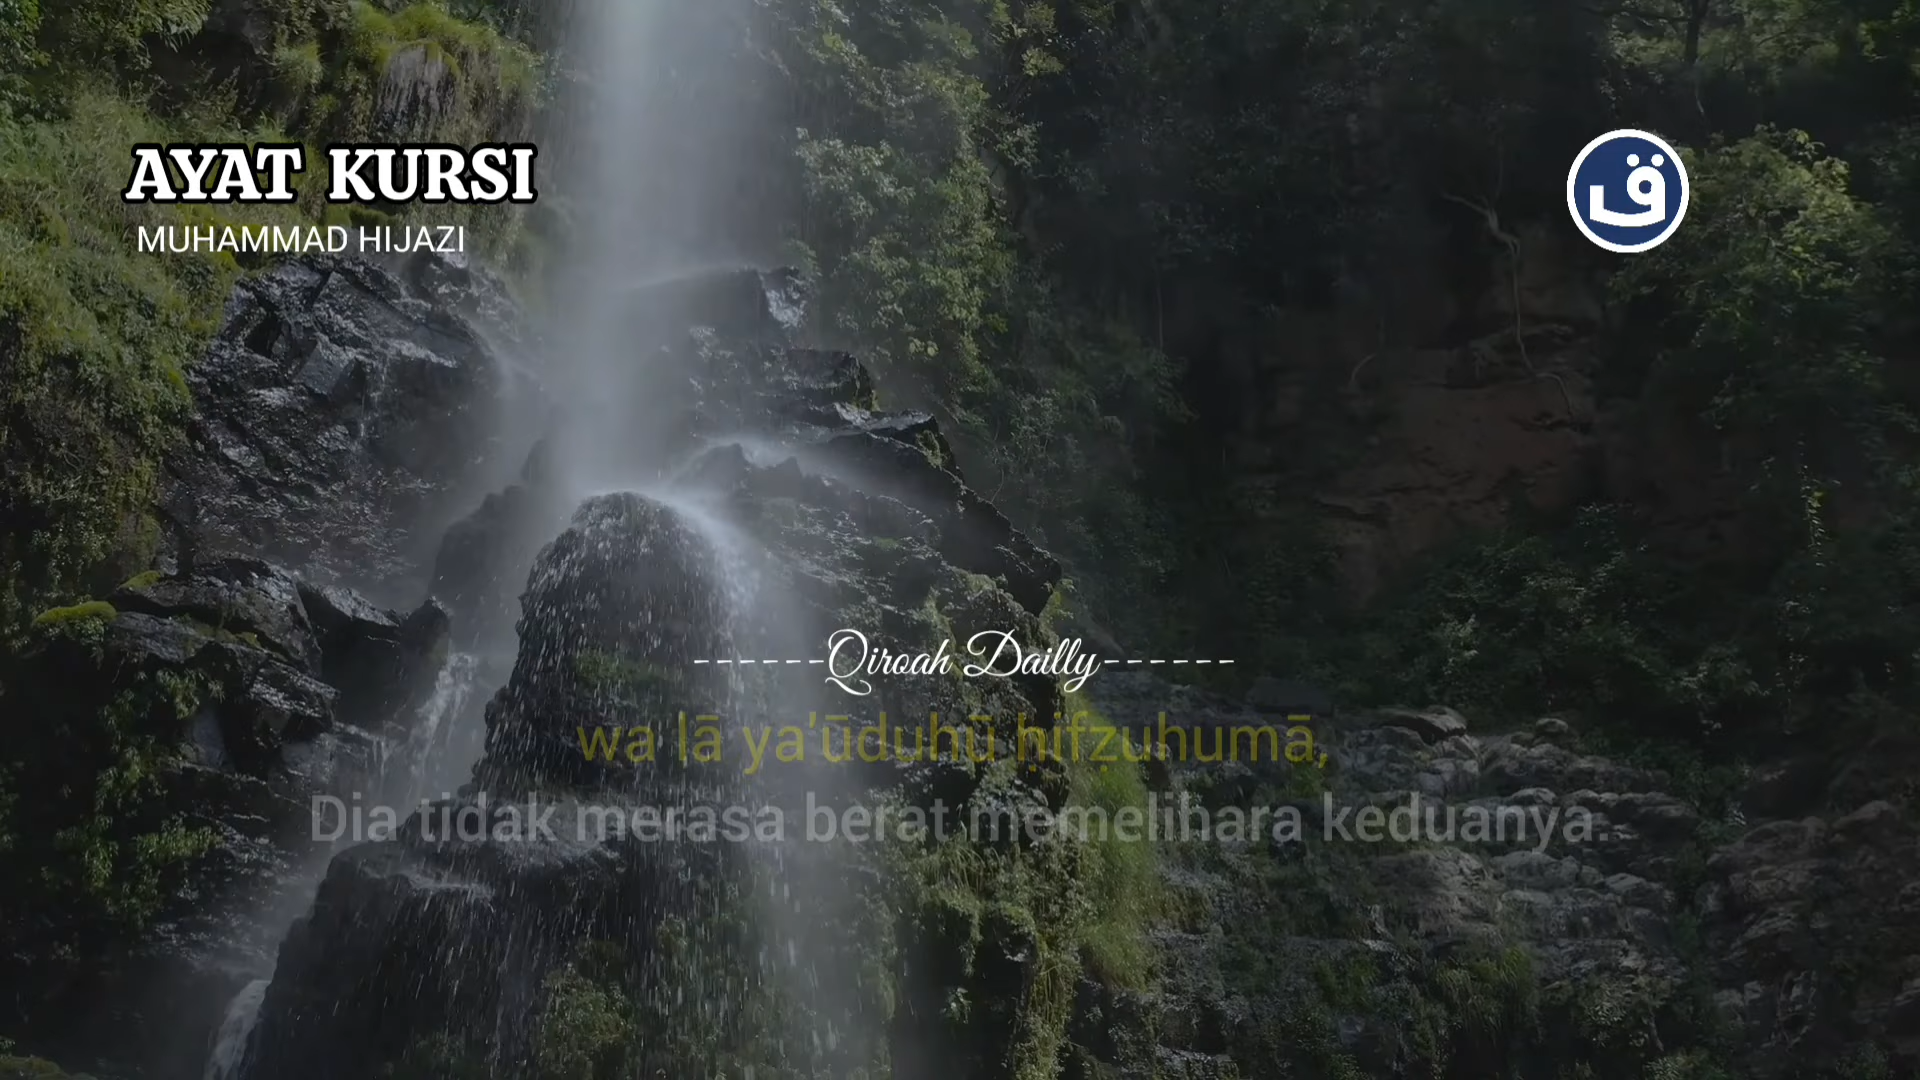 AYAT KURSI
MUHAMMAD HIJAZI
ق
------Qiroah Dailly------
wa lā ya’ūduhū ḥifẓuhumā,
Dia tidak merasa berat memelihara keduanya.